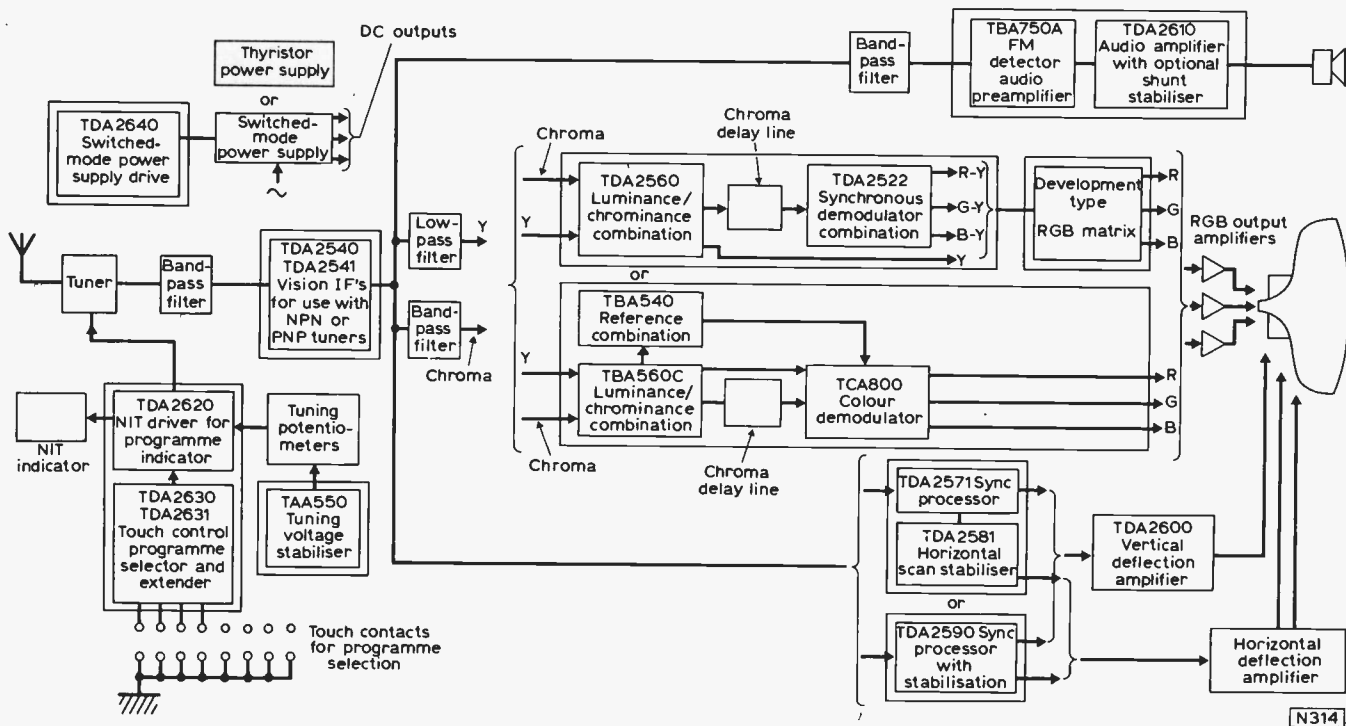 DC outputs
Thyristor
power supply
or
TDA2640
Switched-
mode power
supply drive
Switched-
mode
power supply
Band-
pass
filter
TBA750A
FM
detector
audio
preamplifier
TDA2610
Audio amplifier
with optional
shunt
stabiliser
Tuner
Band-
pass
filter
TDA2540
TDA2541
Vision IF's
for use with
NPN or
PNP tuners
Low-
pass
filter
Y
Band-
pass
filter
Chroma
Chroma
Y
TDA2560
Luminance/
chrominance
combination
Chroma
delay line
TDA2522
Synchronous
demodulator
combination
R-Y
G-Y
B-Y
Y
Development
type
RGB matrix
R
G
B
RGB output
amplifiers
or
TBA540
Reference
combination
Y
Chroma
TBA560C
Luminance/
chrominance
combination
Chroma
delay line
TCA800
Colour
demodulator
R
G
B
NIT
indicator
TDA2620
NIT driver for
programme
indicator
Tuning
potentio-
meters
TDA2630
TDA2631
Touch control
programme
selector and
extender
TAA550
Tuning
voltage
stabiliser
Touch contacts
for programme
selection
TDA2571 Sync
processor
TDA2581
Horizontal
scan stabiliser
or
TDA2590 Sync
processor
with
stabilisation
TDA2600
Vertical
deflection
amplifier
Horizontal
deflection
amplifier
N314